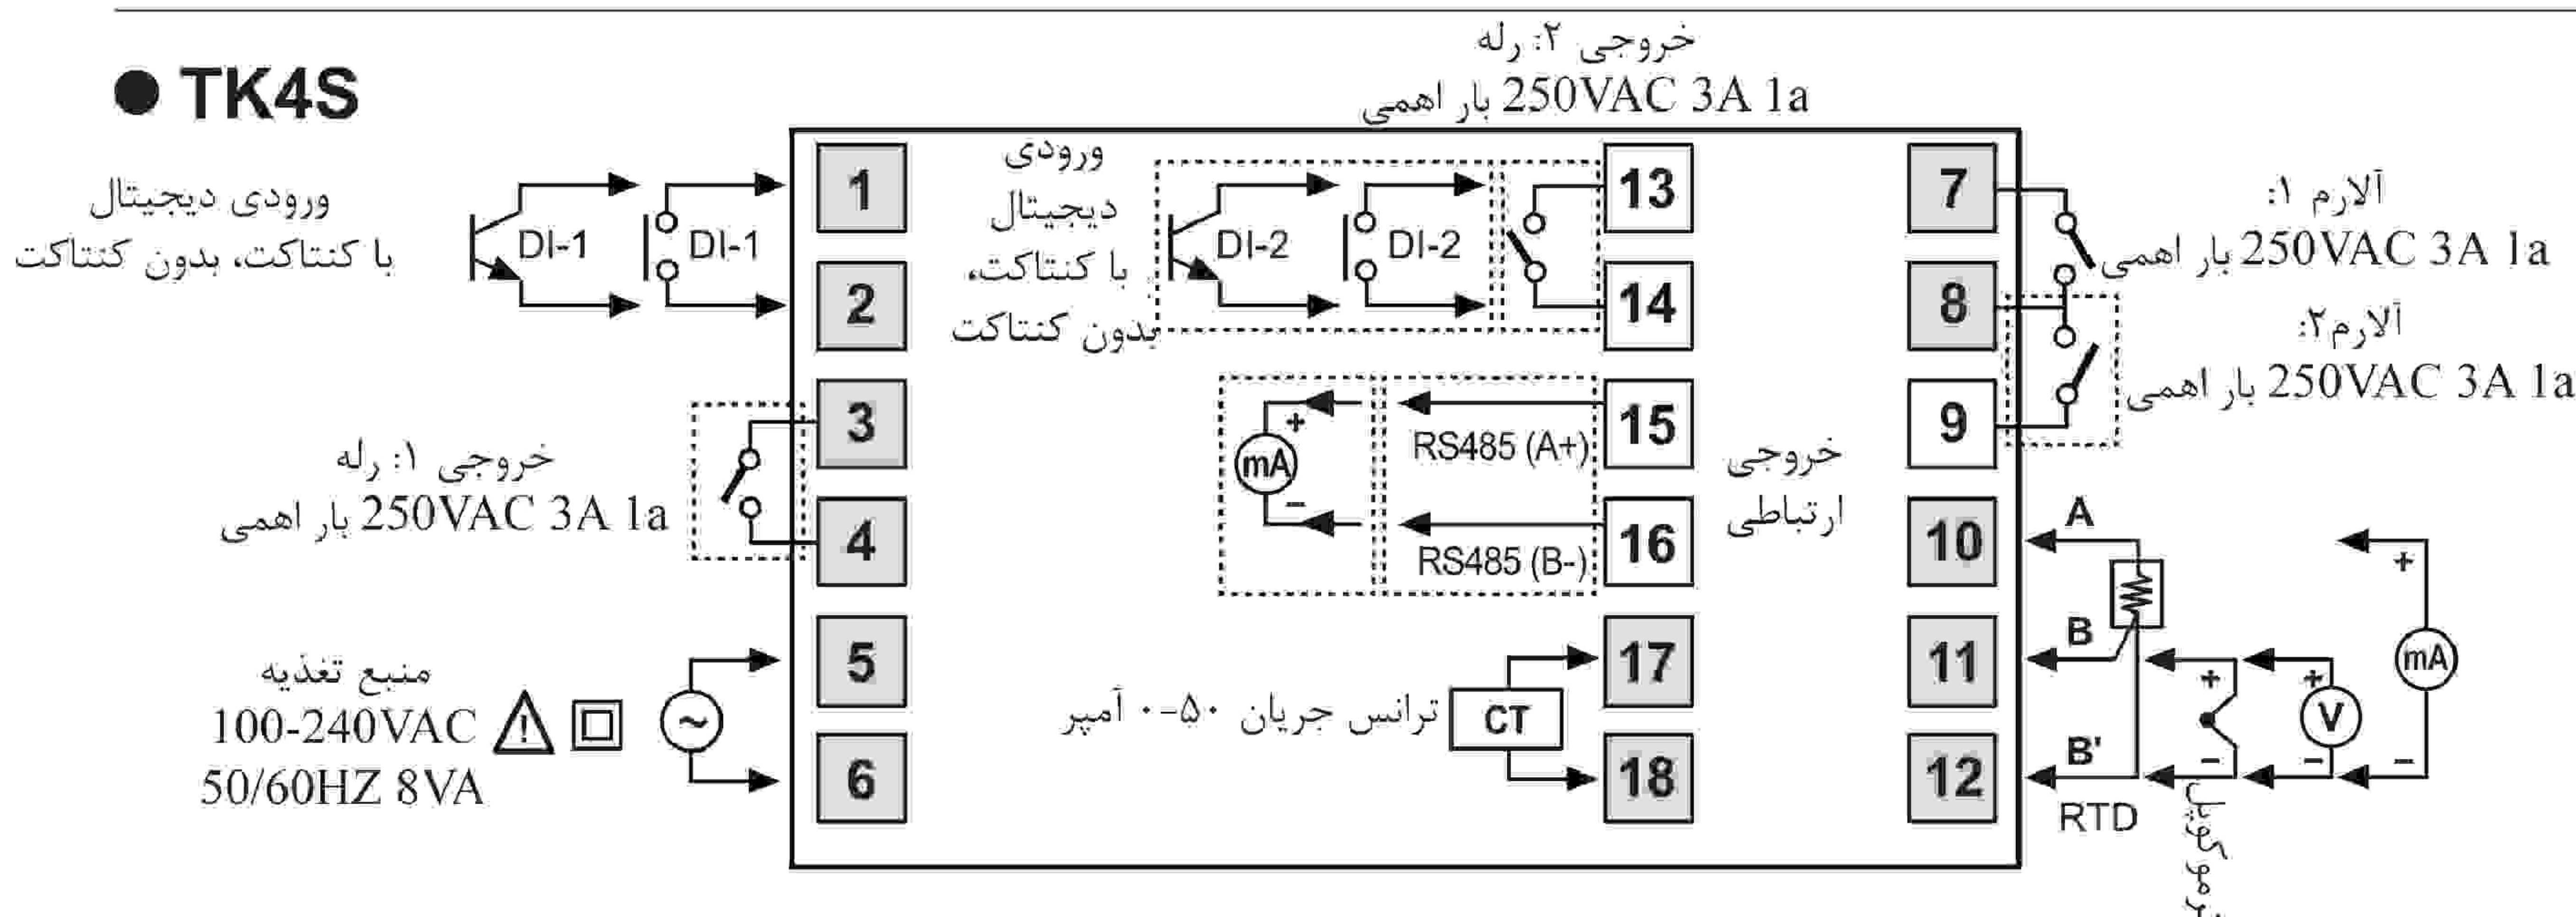 ● TK4S
خروجی ۲: رله
250VAC 3A 1a بار اهمی
ورودی دیجیتال
با کنتاکت، بدون کنتاکت
DI-1
DI-1
1
2
3
4
5
6
خروجی ۱: رله
250VAC 3A 1a بار اهمی
منبع تغذیه
100-240VAC
50/60HZ 8VA
~
ورودی
دیجیتال
با کنتاکت،
بدون کنتاکت
DI-2
DI-2
13
14
15
16
17
18
mA
+
-
RS485 (A+)
RS485 (B-)
خروجی
ارتباطی
ترانس جریان ۵۰-۰ آمپر
CT
7
8
9
10
11
12
آلارم ۱:
250VAC 3A 1a بار اهمی
آلارم۲:
250VAC 3A 1a بار اهمی
A
B
B'
RTD
+
-
+
V
-
+
mA
-